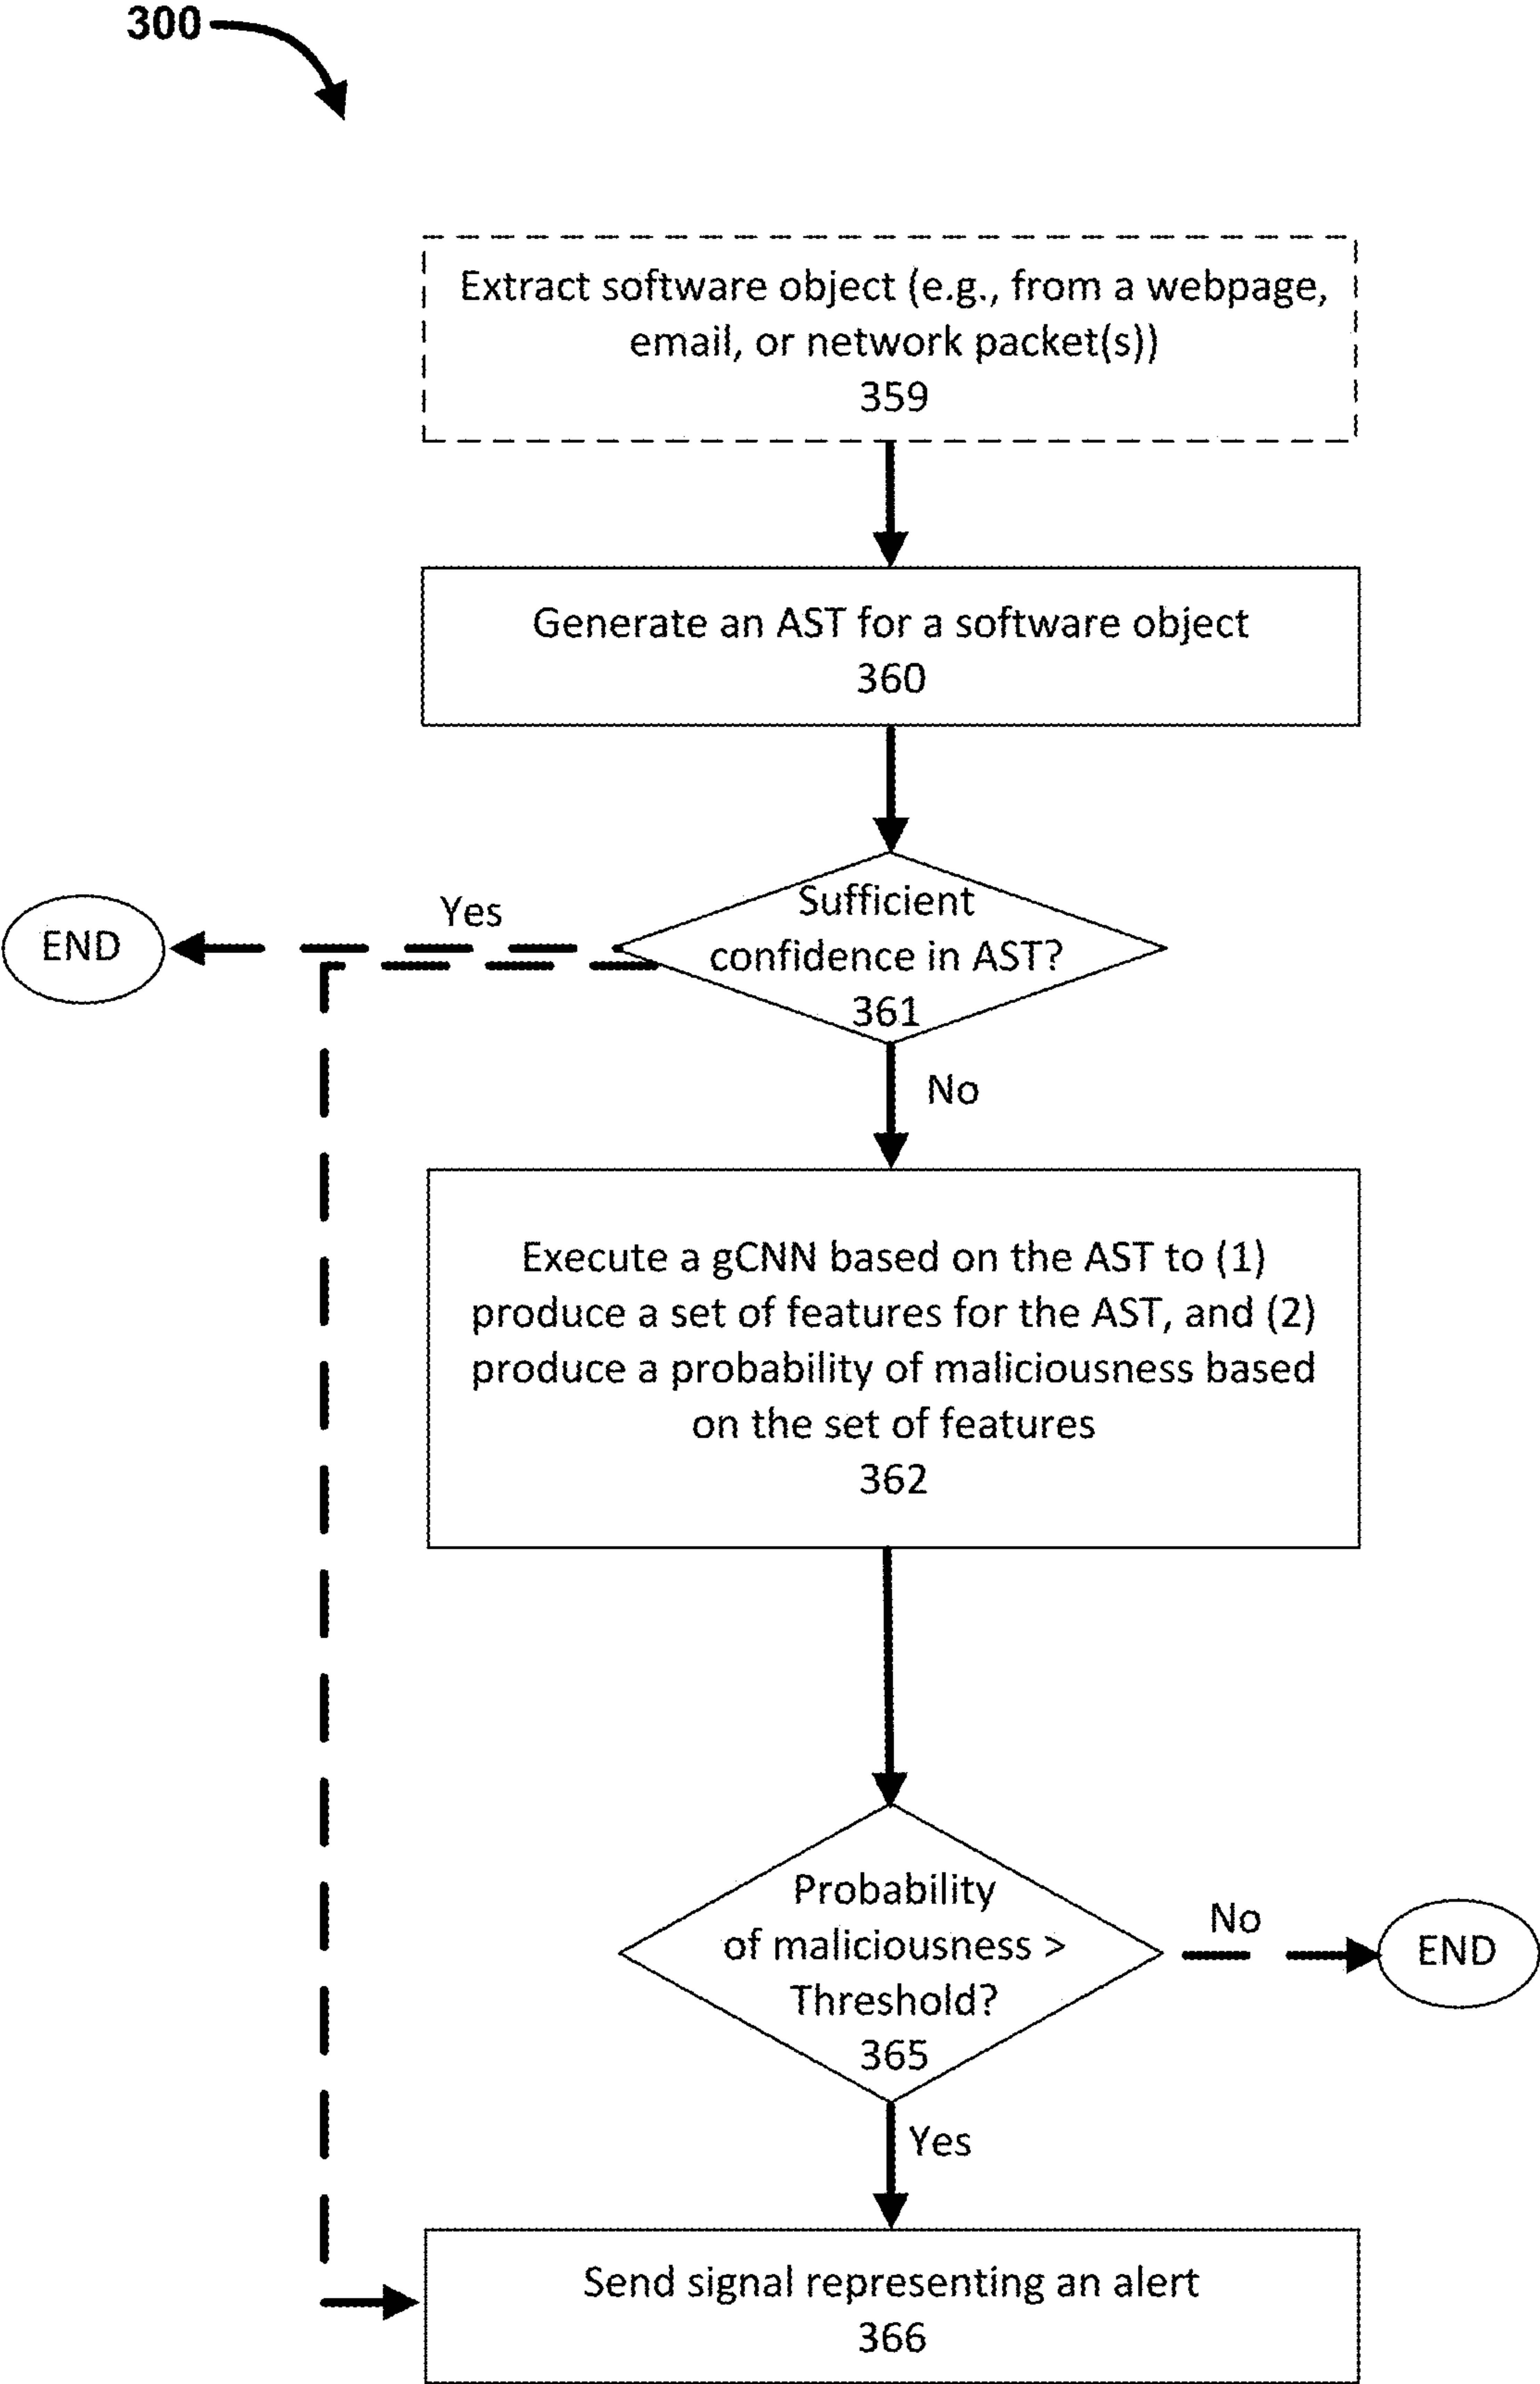 300
Extract software object (e.g., from a webpage,
email, or network packet(s))
359
Generate an AST for a software object
360
Yes
END
Sufficient
confidence in AST?
361
No
Execute a gCNN based on the AST to (1)
produce a set of features for the AST, and (2)
produce a probability of maliciousness based
on the set of features
362
Probability
of maliciousness >
Threshold?
365
No
END
Yes
Send signal representing an alert
366